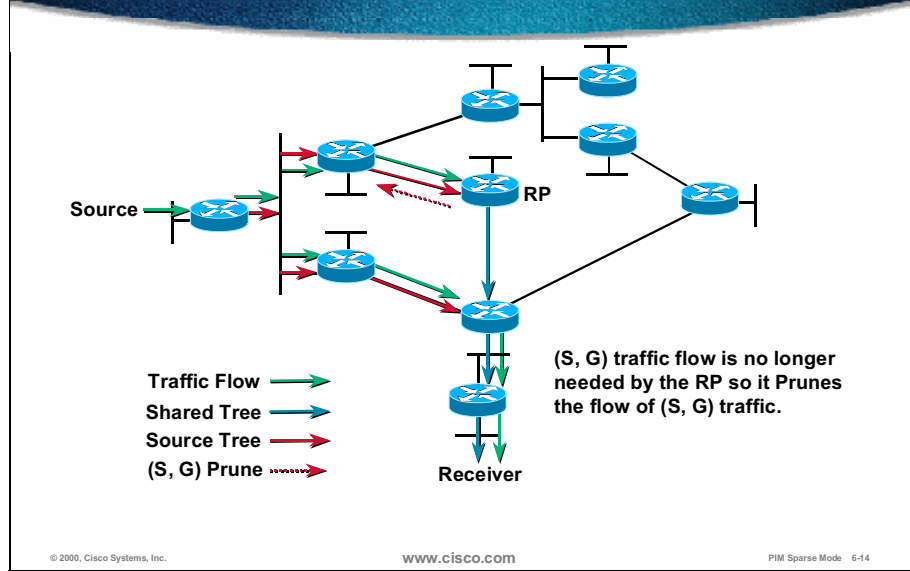 Source
RP
(S, G) traffic flow is no longer
needed by the RP so it Prunes
the flow of (S, G) traffic.
Traffic Flow
Shared Tree
Source Tree
(S, G) Prune
Receiver
© 2000, Cisco Systems, Inc.
www.cisco.com
PIM Sparse Mode 6-14